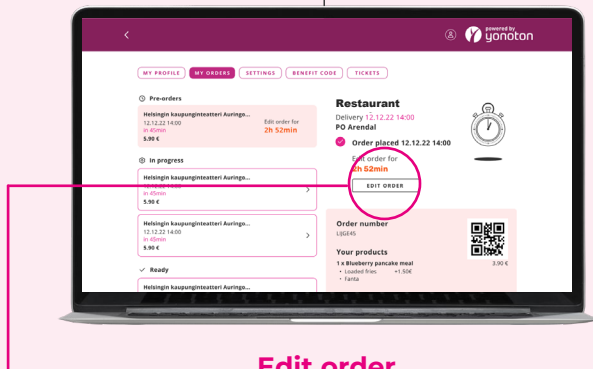 powered by
yonoton
MY PROFILE
MY ORDERS
SETTINGS
BENEFIT CODE
TICKETS
Pre-orders
Helsingin kaupunginteatteri Auringo...
12.12.22 14:00
in 45min
5.90 €
Edit order for
2h 52min
In progress
Helsingin kaupunginteatteri Auringo...
12.12.22 14:00
in 45min
5.90 €
Helsingin kaupunginteatteri Auringo...
12.12.22 14:00
in 45min
5.90 €
Ready
Helsingin kaupunginteatteri Auringo...
Restaurant
Delivery 12.12.22 14:00
PO Arendal
Order placed 12.12.22 14:00
Edit order for
2h 52min
EDIT ORDER
Order number
Your products
1 x Blueberry pancake meal 3,90 €
• Loaded fries +1,50€
• Fanta
Edit order